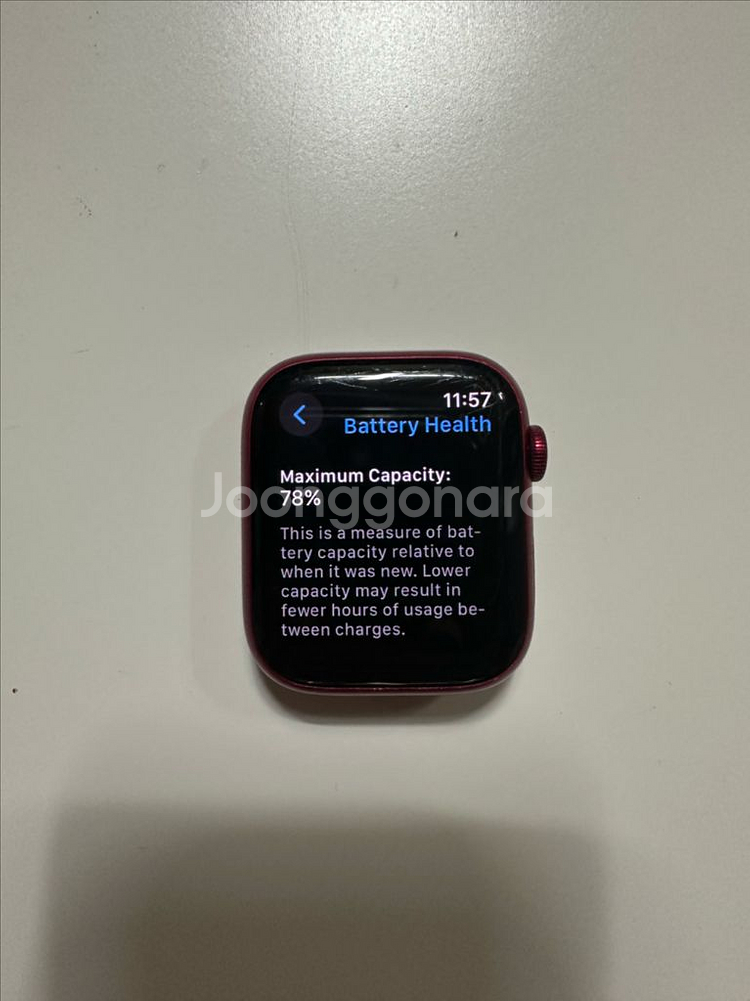 11:57
Battery Health
Maximum Capacity:
78%
Joonggonara
This is a measure of bat-
tery capacity relative to
when it was new. Lower
capacity may result in
fewer hours of usage be-
tween charges.